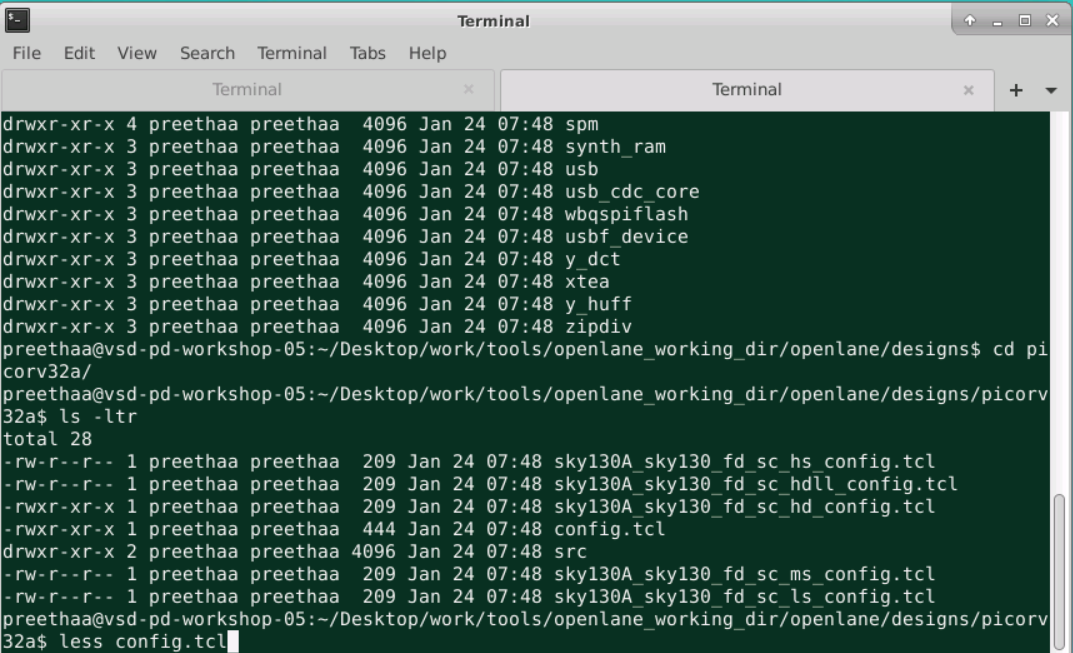 Terminal
File Edit View Search Terminal Tabs Help
Terminal Terminal
drwxr-xr-x 4 preethaa preethaa  4096 Jan 24 07:48 spm
drwxr-xr-x 3 preethaa preethaa  4096 Jan 24 07:48 synth_ram
drwxr-xr-x 3 preethaa preethaa  4096 Jan 24 07:48 usb
drwxr-xr-x 3 preethaa preethaa  4096 Jan 24 07:48 usb_cdc_core
drwxr-xr-x 3 preethaa preethaa  4096 Jan 24 07:48 wbqspiflash
drwxr-xr-x 3 preethaa preethaa  4096 Jan 24 07:48 usbf_device
drwxr-xr-x 3 preethaa preethaa  4096 Jan 24 07:48 y_dct
drwxr-xr-x 3 preethaa preethaa  4096 Jan 24 07:48 xtea
drwxr-xr-x 3 preethaa preethaa  4096 Jan 24 07:48 y_huff
drwxr-xr-x 3 preethaa preethaa  4096 Jan 24 07:48 zipdiv
preethaa@vsd-pd-workshop-05:~/Desktop/work/tools/openlane_working_dir/openlane/designs$ cd pi
corv32a/
preethaa@vsd-pd-workshop-05:~/Desktop/work/tools/openlane_working_dir/openlane/designs/picorv
32a$ ls -ltr
total 28
-rw-r--r-- 1 preethaa preethaa  209 Jan 24 07:48 sky130A_sky130_fd_sc_hs_config.tcl
-rw-r--r-- 1 preethaa preethaa  209 Jan 24 07:48 sky130A_sky130_fd_sc_hdll_config.tcl
-rwxr-xr-x 1 preethaa preethaa  209 Jan 24 07:48 sky130A_sky130_fd_sc_hd_config.tcl
-rwxr-xr-x 1 preethaa preethaa  444 Jan 24 07:48 config.tcl
drwxr-xr-x 2 preethaa preethaa 4096 Jan 24 07:48 src
-rw-r--r-- 1 preethaa preethaa  209 Jan 24 07:48 sky130A_sky130_fd_sc_ms_config.tcl
-rw-r--r-- 1 preethaa preethaa  209 Jan 24 07:48 sky130A_sky130_fd_sc_ls_config.tcl
preethaa@vsd-pd-workshop-05:~/Desktop/work/tools/openlane_working_dir/openlane/designs/picorv
32a$ less config.tcl